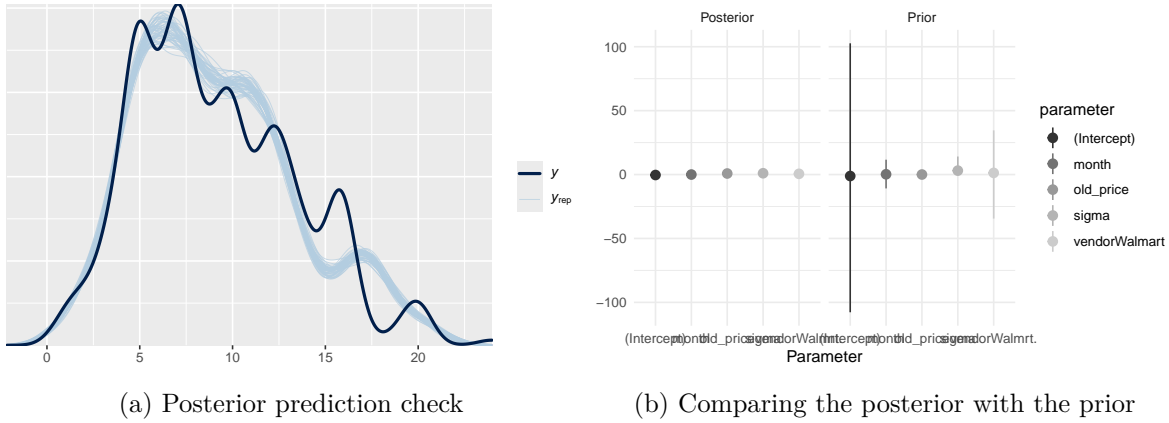 0
5
10
15
20
y
yrep
(a) Posterior prediction check
Posterior
Prior
100
50
0
−50
−100
Parameter
parameter
(Intercept)
month
old_price
sigma
vendorWalmart
(b) Comparing the posterior with the prior